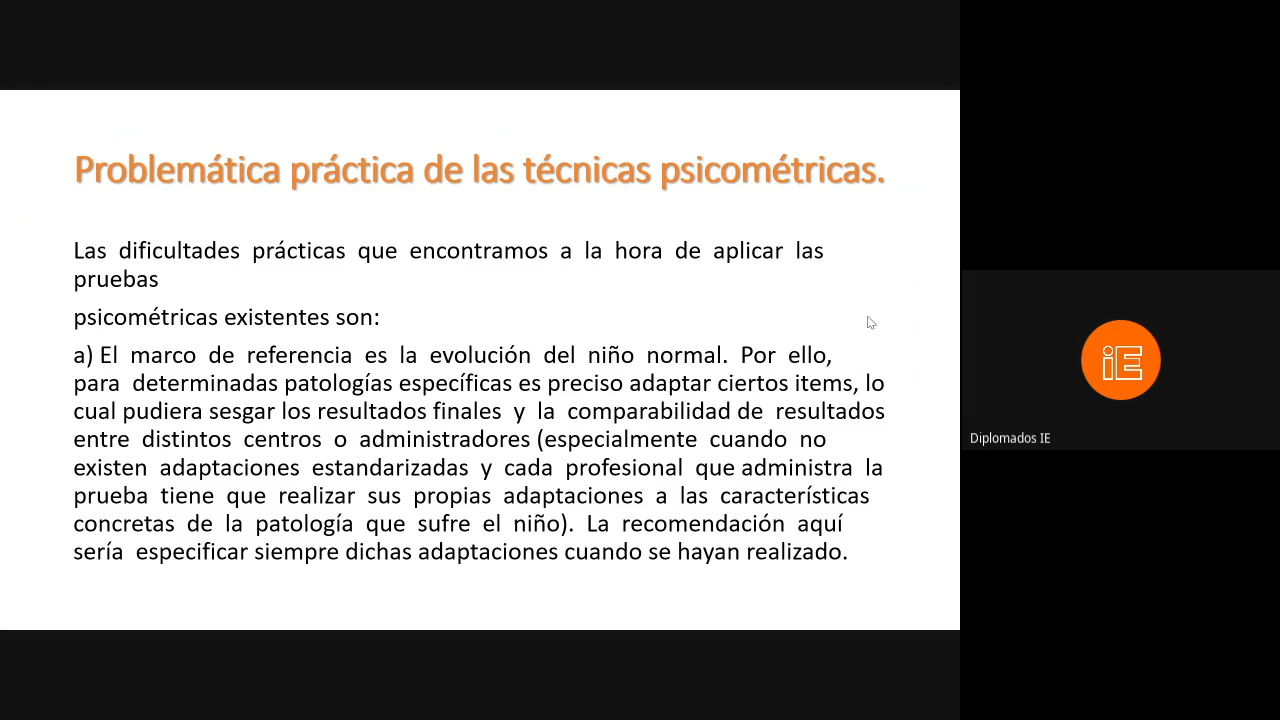 Problemática práctica de las técnicas psicométricas.
Las dificultades prácticas que encontramos a la hora de aplicar las
pruebas
psicométricas existentes son:
a) El marco de referencia es la evolución del niño normal. Por ello,
para determinadas patologías específicas es preciso adaptar ciertos items, lo
cual pudiera sesgar los resultados finales y la comparabilidad de resultados
entre distintos centros o administradores (especialmente cuando no
existen adaptaciones estandarizadas y cada profesional que administra la
prueba tiene que realizar sus propias adaptaciones a las características
concretas de la patología que sufre el niño). La recomendación aquí
sería especificar siempre dichas adaptaciones cuando se hayan realizado.
iE
Diplomados IE